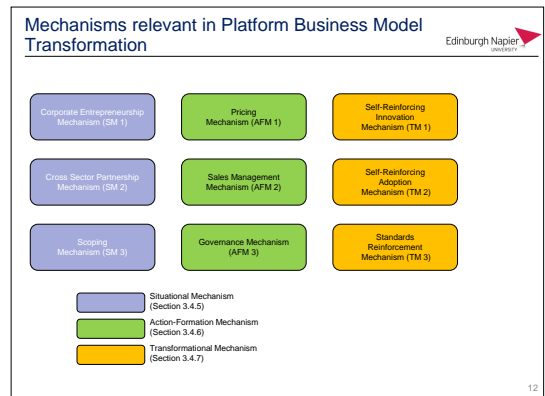 Mechanisms relevant in Platform Business Model
Transformation
Edinburgh Napier
UNIVERSITY
Corporate Entrepreneurship
Mechanism (SM 1)
Pricing
Mechanism (AFM 1)
Self-Reinforcing
Innovation
Mechanism (TM 1)
Cross Sector Partnership
Mechanism (SM 2)
Sales Management
Mechanism (AFM 2)
Self-Reinforcing
Adoption
Mechanism (TM 2)
Scoping
Mechanism (SM 3)
Governance Mechanism
(AFM 3)
Standards
Reinforcement
Mechanism (TM 3)
Situational Mechanism
(Section 3.4.5)
Action-Formation Mechanism
(Section 3.4.6)
Transformational Mechanism
(Section 3.4.7)
12